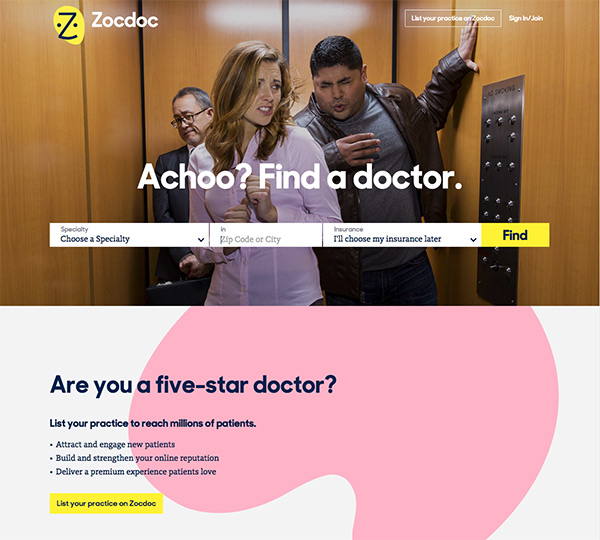 Zocdoc
List your practice on Zocdoc
Sign In/Join
NO SMOKING
Achoo? Find a doctor.
Specialty
in
Insurance
Choose a Specialty
Zip Code or City
I'll choose my insurance later
Find
Are you a five-star doctor?
List your practice to reach millions of patients.
• Attract and engage new patients
• Build and strengthen your online reputation
• Deliver a premium experience patients love
List your practice on Zocdoc